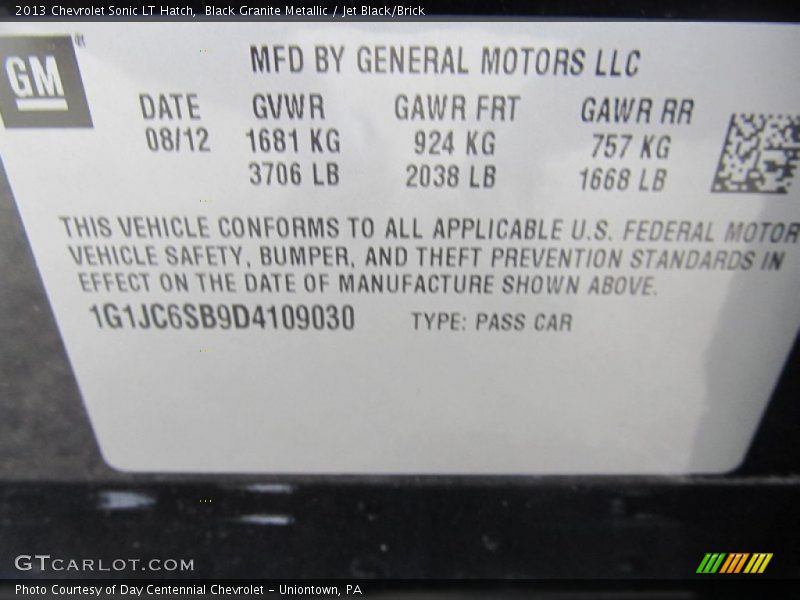 2013 Chevrolet Sonic LT Hatch,  Black Granite Metallic / Jet Black/Brick
GM
MFD BY GENERAL MOTORS LLC
DATE GVWR GAWR FRT GAWR RR
08/12 1681 KG 924 KG 757 KG
3706 LB 2038 LB 1668 LB
THIS VEHICLE CONFORMS TO ALL APPLICABLE U.S. FEDERAL MOTOR
VEHICLE SAFETY, BUMPER, AND THEFT PREVENTION STANDARDS IN
EFFECT ON THE DATE OF MANUFACTURE SHOWN ABOVE.
1G1JC6SB9D4109030 TYPE: PASS CAR
GTCARLOT.COM
Photo Courtesy of Day Centennial Chevrolet - Uniontown, PA